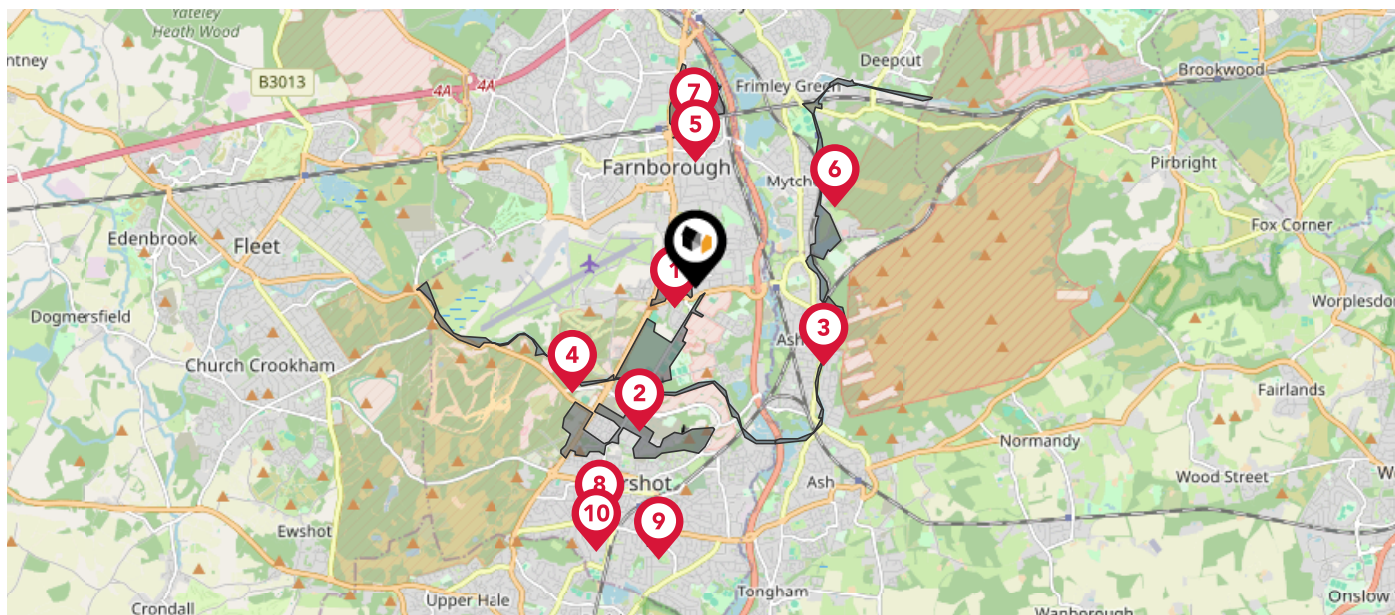 Yateley
Heath Wood
ntney
B3013
4A
4A
Frimley Green
Deepcut
Brookwood
7
5
Farnborough
Mytch
6
Pirbright
Edenbrook
Fleet
Fox Corner
1
Dogmersfield
Worplesdo
3
Ash
4
Church Crookham
2
Fairlands
Normandy
8
rshot
Ash
Wood Street
W
10
9
Ewshot
Upper Hale
Tongham
Crondall
Wanborough
Onslow